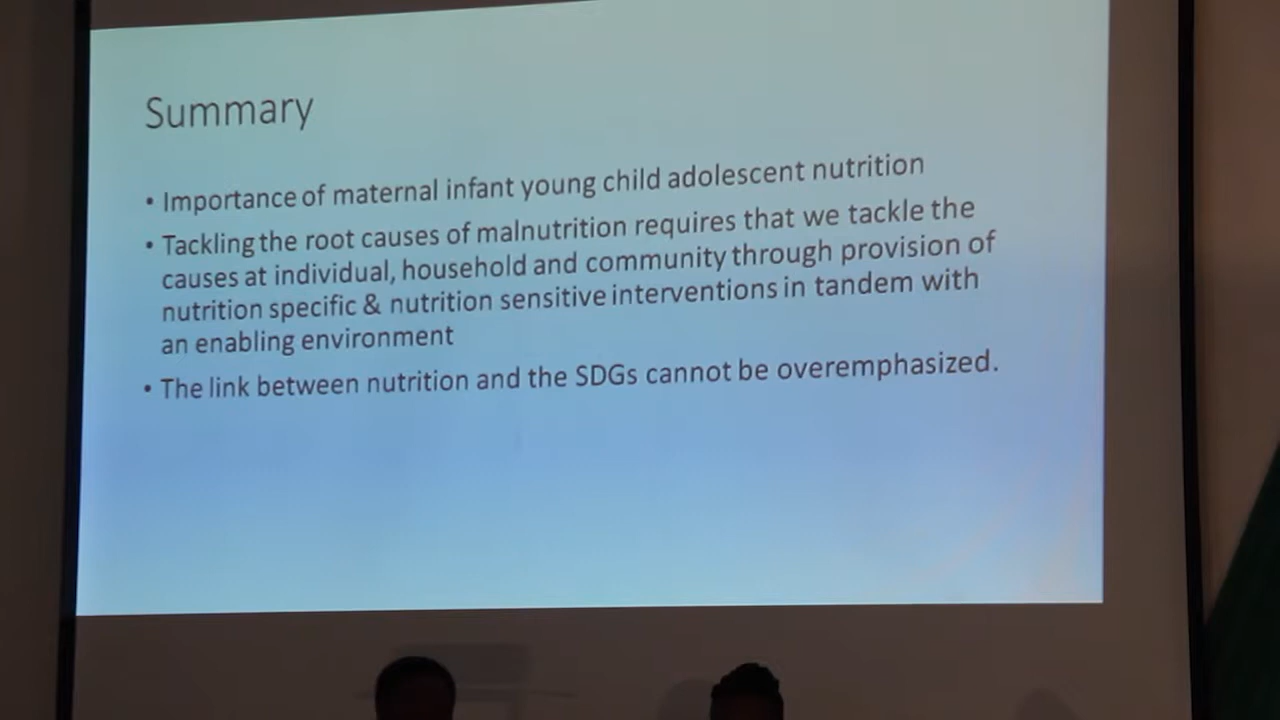 Summary
• Importance of maternal infant young child adolescent nutrition
• Tackling the root causes of malnutrition requires that we tackle the
causes at individual, household and community through provision of
nutrition specific & nutrition sensitive interventions in tandem with
an enabling environment
• The link between nutrition and the SDGs cannot be overemphasized.